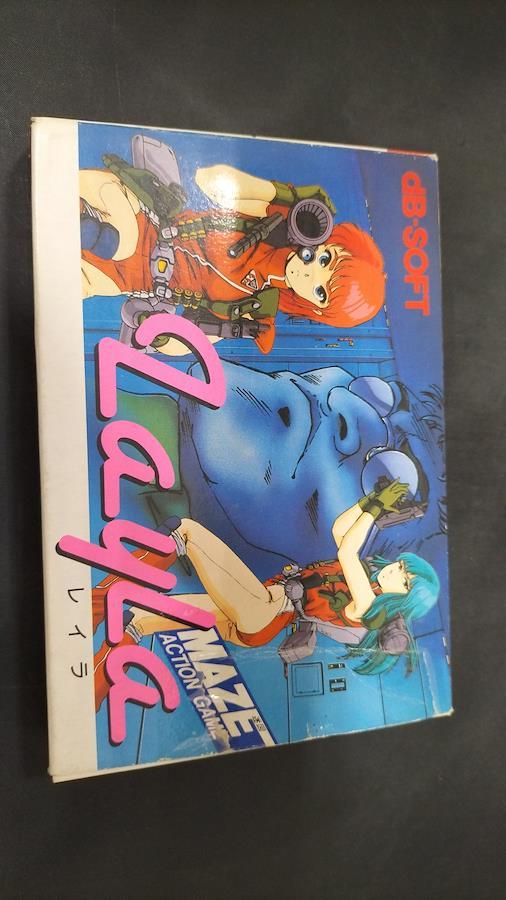 dB-SOFT
Layla
レイラ
MAZE
ACTION GAME